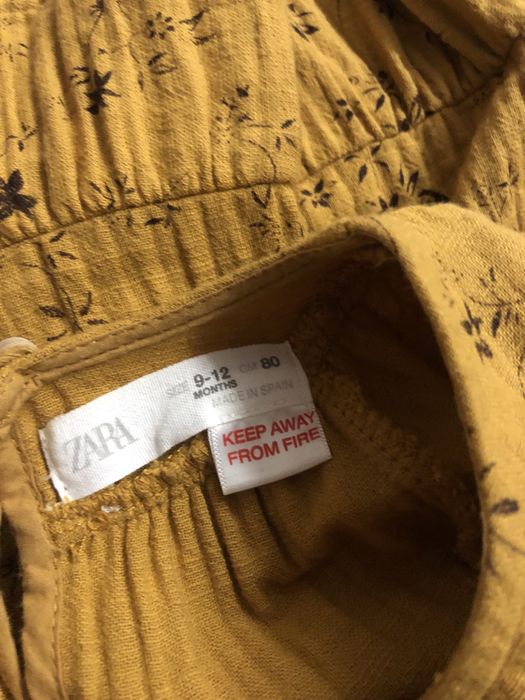 ZARA
SIZE 9-12 MONTHS CM 80
MADE IN SPAIN
KEEP AWAY
FROM FIRE